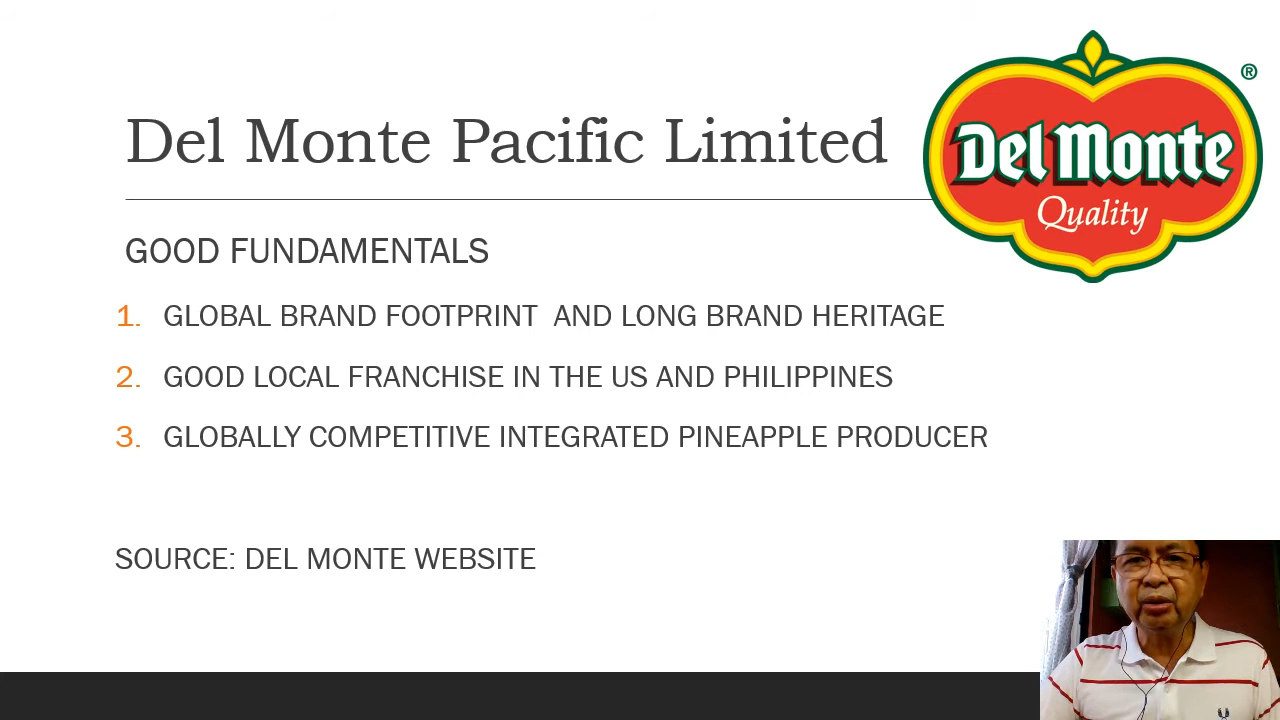 Del Monte Pacific Limited
Del Monte
Quality
®
GOOD FUNDAMENTALS
1. GLOBAL BRAND FOOTPRINT AND LONG BRAND HERITAGE
2. GOOD LOCAL FRANCHISE IN THE US AND PHILIPPINES
3. GLOBALLY COMPETITIVE INTEGRATED PINEAPPLE PRODUCER
SOURCE: DEL MONTE WEBSITE